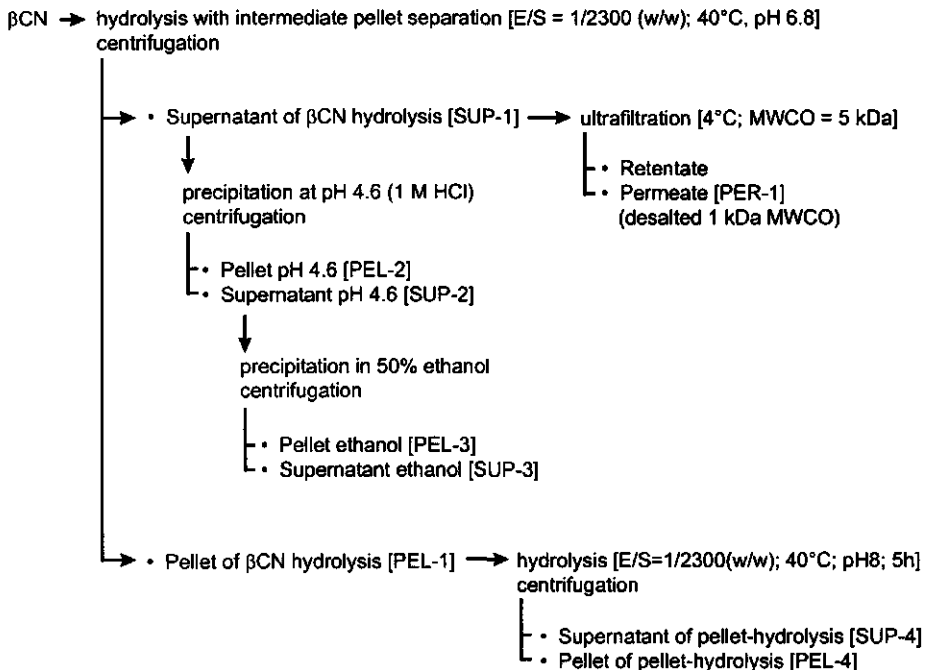 βCN → hydrolysis with intermediate pellet separation [E/S = 1/2300 (w/w); 40°C, pH 6.8]
centrifugation
• Supernatant of βCN hydrolysis [SUP-1] → ultrafiltration [4°C; MWCO = 5 kDa]
• Retentate
• Permeate [PER-1]
(desalted 1 kDa MWCO)
precipitation at pH 4.6 (1 M HCl)
centrifugation
• Pellet pH 4.6 [PEL-2]
• Supernatant pH 4.6 [SUP-2]
precipitation in 50% ethanol
centrifugation
• Pellet ethanol [PEL-3]
• Supernatant ethanol [SUP-3]
• Pellet of βCN hydrolysis [PEL-1] → hydrolysis [E/S=1/2300(w/w); 40°C; pH8; 5h]
centrifugation
• Supernatant of pellet-hydrolysis [SUP-4]
• Pellet of pellet-hydrolysis [PEL-4]